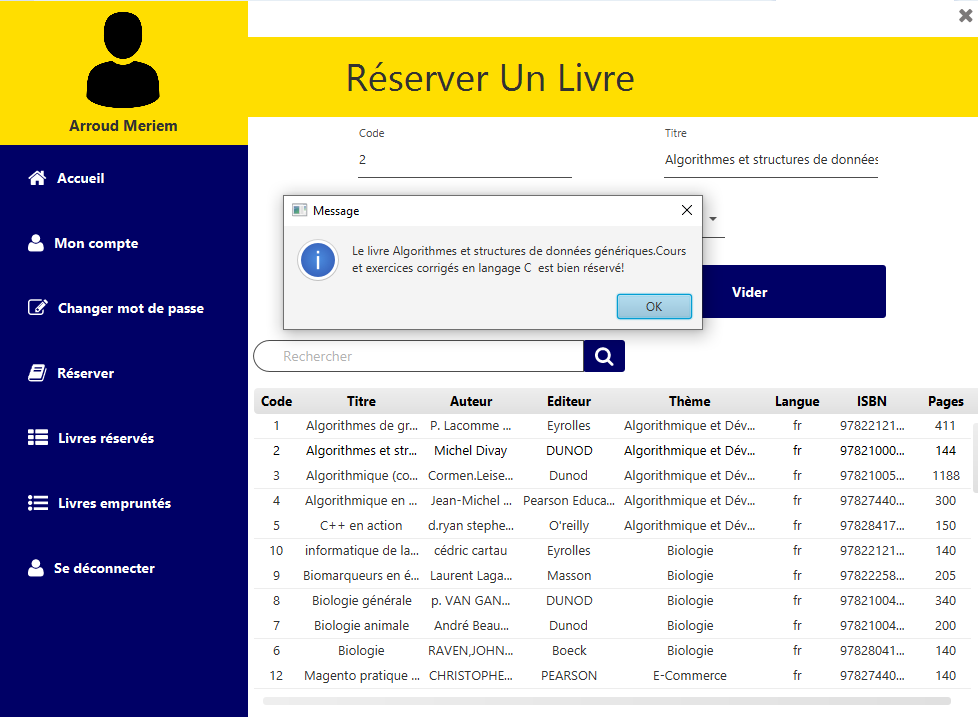 Arroud Meriem
Accueil
Mon compte
Changer mot de passe
Réserver
Livres réservés
Livres empruntés
Se déconnecter
Réserver Un Livre
Code
Titre
2
Algorithmes et structures de données
Message
Le livre Algorithmes et structures de données génériques.Cours
et exercices corrigés en langage C est bien réservé!
OK
Vider
Rechercher
Code Titre Auteur Editeur Thème Langue ISBN Pages
1 Algorithmes de gr... P. Lacomme ... Eyrolles Algorithmique et Dév... fr 97822121... 411
2 Algorithmes et str... Michel Divay DUNOD Algorithmique et Dév... fr 97821000... 144
3 Algorithmique (co... Cormen.Leise... Dunod Algorithmique et Dév... fr 97821005... 1188
4 Algorithmique en ... Jean-Michel ... Pearson Educa... Algorithmique et Dév... fr 97827440... 300
5 C++ en action d.ryan stephe... O'reilly Algorithmique et Dév... fr 97828417... 150
10 informatique de la... cédric cartau Eyrolles Biologie fr 97822121... 140
9 Biomarqueurs en é... Laurent Laga... Masson Biologie fr 97822258... 205
8 Biologie générale p. VAN GAN... DUNOD Biologie fr 97821004... 340
7 Biologie animale André Beau... Dunod Biologie fr 97821004... 200
6 Biologie RAVEN,JOHN... Boeck Biologie fr 97828041... 140
12 Magento pratique ... CHRISTOPHE... PEARSON E-Commerce fr 97827440... 140